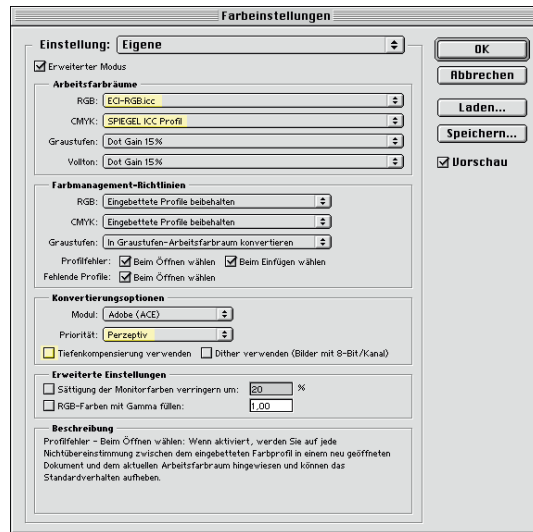 Farbeinstellungen
Einstellung: Eigene
Erweiterter Modus
Arbeitsfarbräume
RGB: ECI-RGB.icc
CMYK: SPIEGEL ICC Profil
Graustufen: Dot Gain 15%
Vollton: Dot Gain 15%
Farbmanagement-Richtlinien
RGB: Eingebettete Profile beibehalten
CMYK: Eingebettete Profile beibehalten
Graustufen: In Graustufen-Arbeitsfarbraum konvertieren
Profilfehler: Beim Öffnen wählen Beim Einfügen wählen
Fehlende Profile: Beim Öffnen wählen
Konvertierungsoptionen
Modul: Adobe (ACE)
Priorität: Perzeptiv
Tiefenkompensierung verwenden Dither verwenden (Bilder mit 8-Bit/Kanal)
Erweiterte Einstellungen
Sättigung der Monitorfarben verringern um: 20 %
RGB-Farben mit Gamma füllen: 1,00
Beschreibung
Profilfehler - Beim Öffnen wählen: Wenn aktiviert, werden Sie auf jede
Nichtübereinstimmung zwischen dem eingebetteten Farbprofil in einem neu geöffneten
Dokument und dem aktuellen Arbeitsfarbraum hingewiesen und können das
Standardverhalten aufheben.
OK
Abbrechen
Laden...
Speichern...
Vorschau